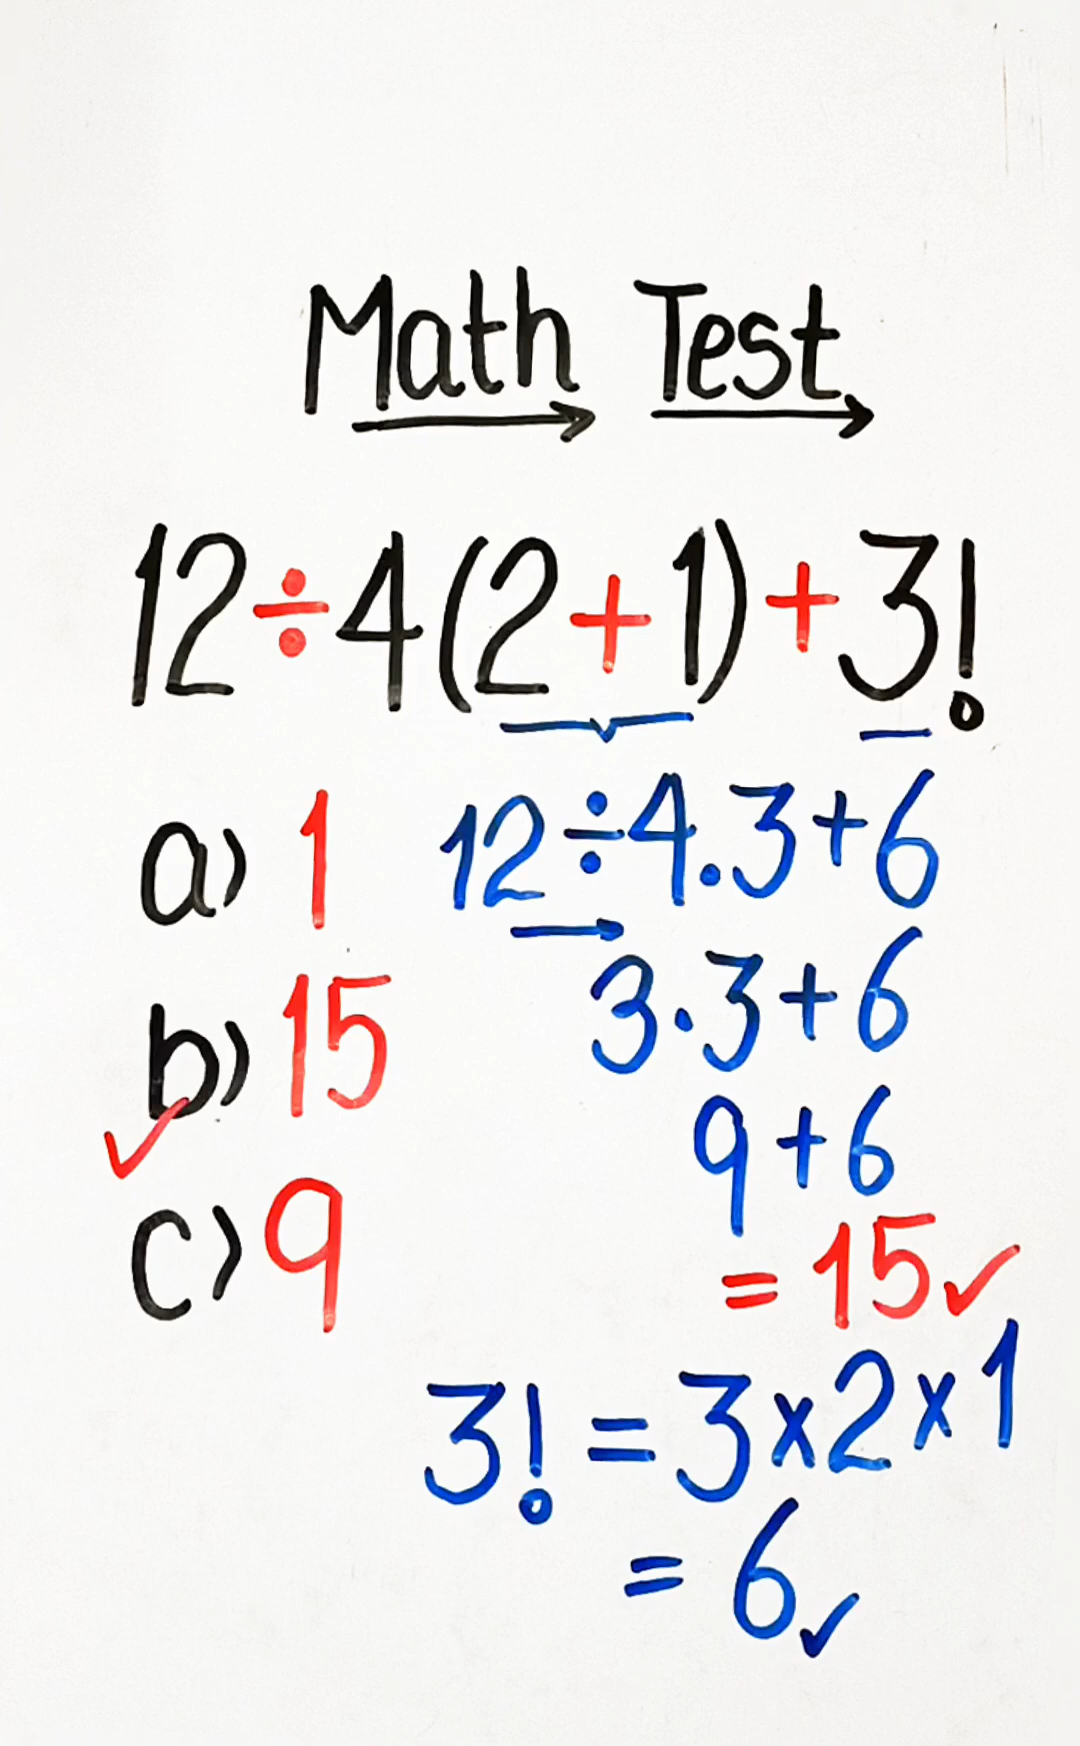 Math Test
12÷4(2+1)+3!
a) 1
12÷4.3+6
b) 15
3.3+6
9+6
c) 9
= 15✓
3! = 3x2x1
= 6✓